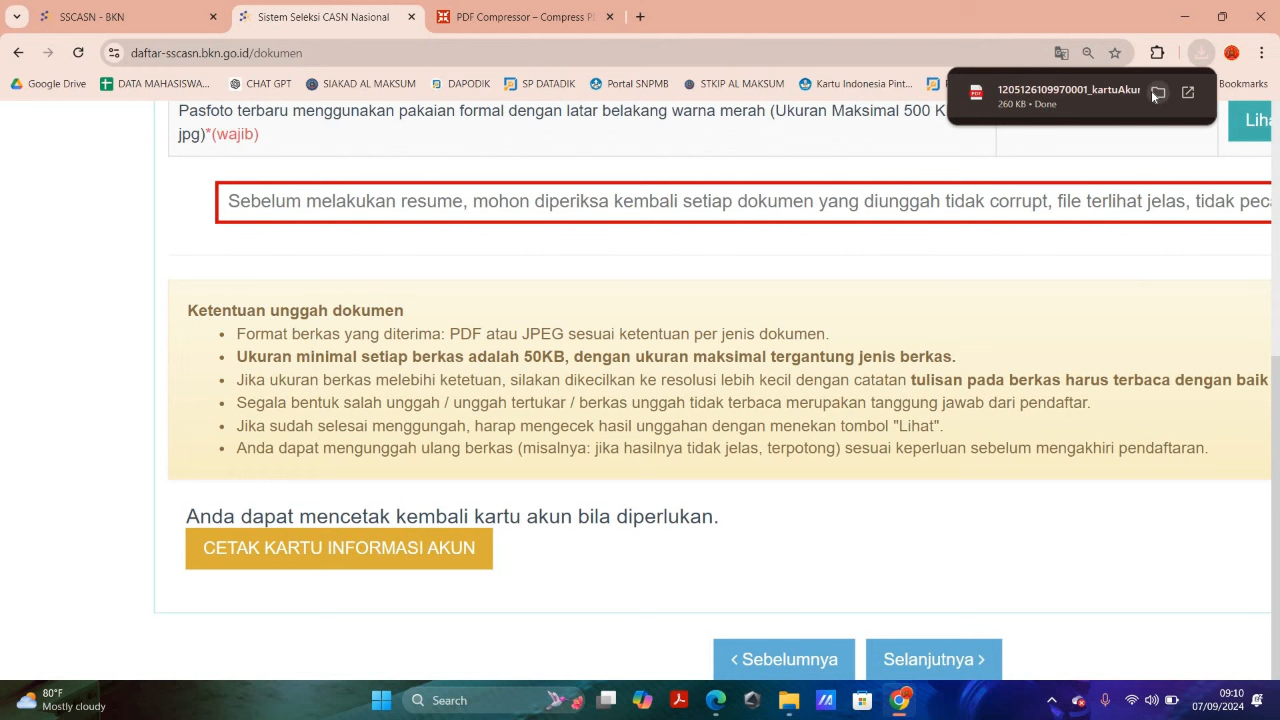 SSCASN - BKN
Sistem Seleksi CASN Nasional
PDF Compressor – Compress P
daftar-sscasn.bkn.go.id/dokumen
Google Drive
DATA MAHASISWA...
CHAT GPT
SIAKAD AL MAKSUM
DAPODIK
SP DATADIK
Portal SNPMB
STKIP AL MAKSUM
Kartu Indonesia Pint...
Bookmarks
1205126109970001_kartuAkur
260 KB • Done
Pasfoto terbaru menggunakan pakaian formal dengan latar belakang warna merah (Ukuran Maksimal 500 K
jpg)*(wajib)
Liha
Sebelum melakukan resume, mohon diperiksa kembali setiap dokumen yang diunggah tidak corrupt, file terlihat jelas, tidak peca
Ketentuan unggah dokumen
• Format berkas yang diterima: PDF atau JPEG sesuai ketentuan per jenis dokumen.
• Ukuran minimal setiap berkas adalah 50KB, dengan ukuran maksimal tergantung jenis berkas.
• Jika ukuran berkas melebihi ketetuan, silakan dikecilkan ke resolusi lebih kecil dengan catatan tulisan pada berkas harus terbaca dengan baik
• Segala bentuk salah unggah / unggah tertukar / berkas unggah tidak terbaca merupakan tanggung jawab dari pendaftar.
• Jika sudah selesai menggungah, harap mengecek hasil unggahan dengan menekan tombol "Lihat".
• Anda dapat mengunggah ulang berkas (misalnya: jika hasilnya tidak jelas, terpotong) sesuai keperluan sebelum mengakhiri pendaftaran.
Anda dapat mencetak kembali kartu akun bila diperlukan.
CETAK KARTU INFORMASI AKUN
‹ Sebelumnya
Selanjutnya ›
80°F
Mostly cloudy
Search
09:10
07/09/2024